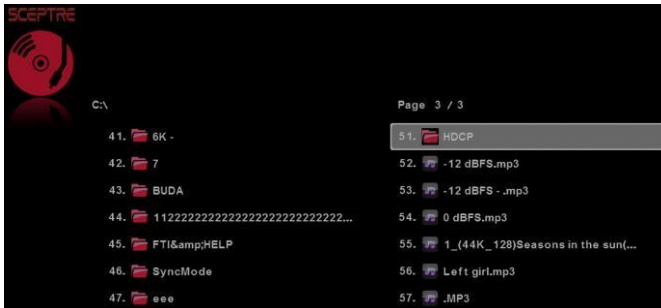 SCEPTRE
C:\
Page 3 / 3
41. 6K -
42. 7
43. BUDA
44. 1122222222222222222222222222...
45. FTI&amp;HELP
46. SyncMode
47. eee
51. HDCP
52. -12 dBFS.mp3
53. -12 dBFS - .mp3
54. 0 dBFS.mp3
55. 1_(44K_128)Seasons in the sun(...
56. Left girl.mp3
57. .MP3